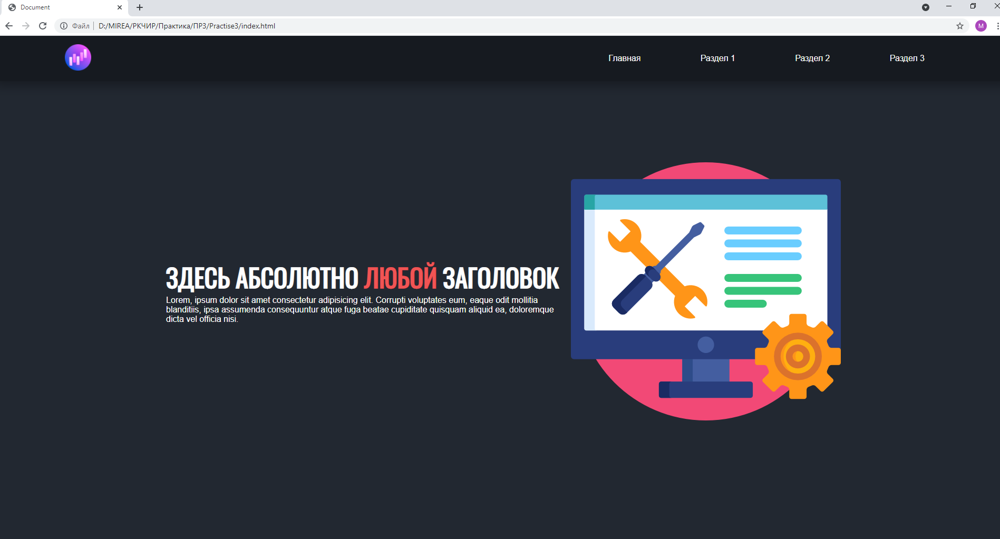 Document
Файл D:/MIREA/РКЧИР/Практика/ПР3/Practise3/index.html
M
Главная Раздел 1 Раздел 2 Раздел 3
ЗДЕСЬ АБСОЛЮТНО ЛЮБОЙ ЗАГОЛОВОК
Lorem, ipsum dolor sit amet consectetur adipisicing elit. Corrupti voluptates eum, eaque odit mollitia
blanditiis, ipsa assumenda consequuntur atque fuga beatae cupiditate quisquam aliquid ea, doloremque
dicta vel officia nisi.